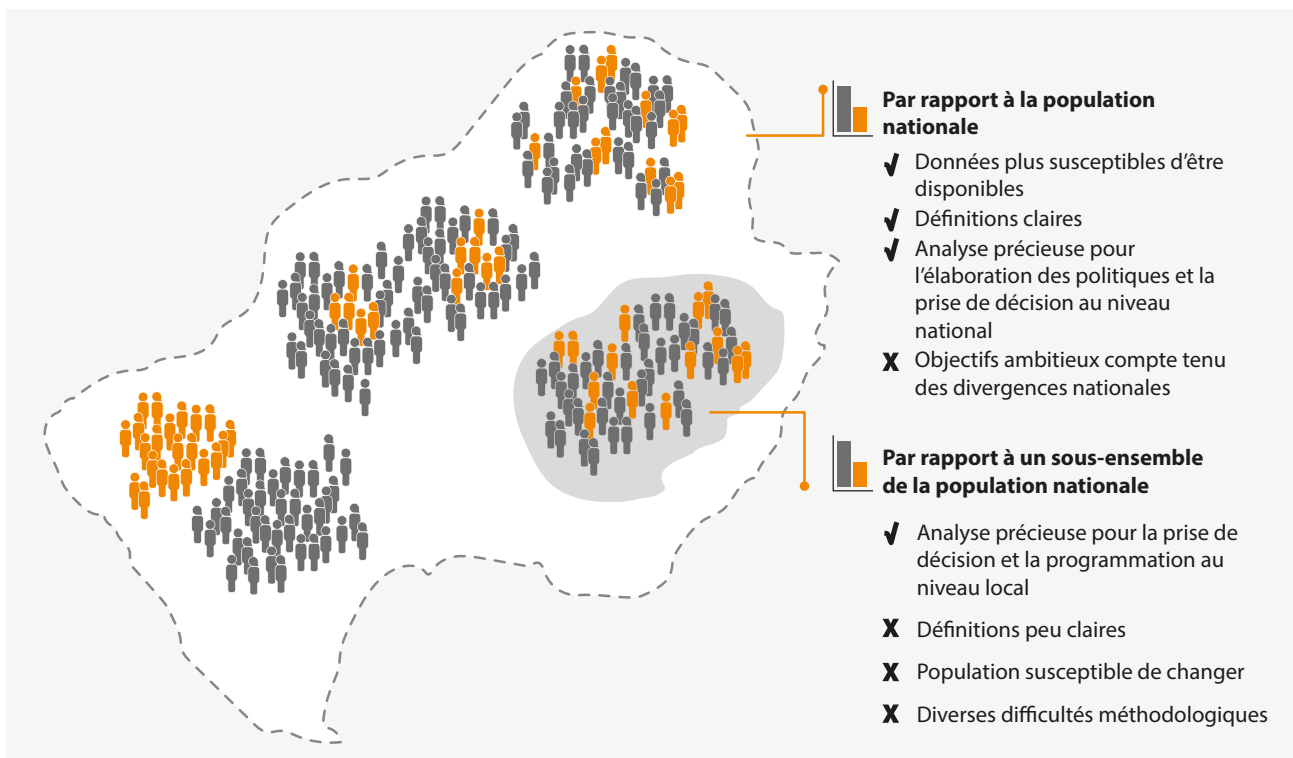 Par rapport à la population
nationale
✓ Données plus susceptibles d’être
disponibles
✓ Définitions claires
✓ Analyse précieuse pour
l’élaboration des politiques et la
prise de décision au niveau
national
X Objectifs ambitieux compte tenu
des divergences nationales
Par rapport à un sous-ensemble
de la population nationale
✓ Analyse précieuse pour la prise de
décision et la programmation au
niveau local
X Définitions peu claires
X Population susceptible de changer
X Diverses difficultés méthodologiques